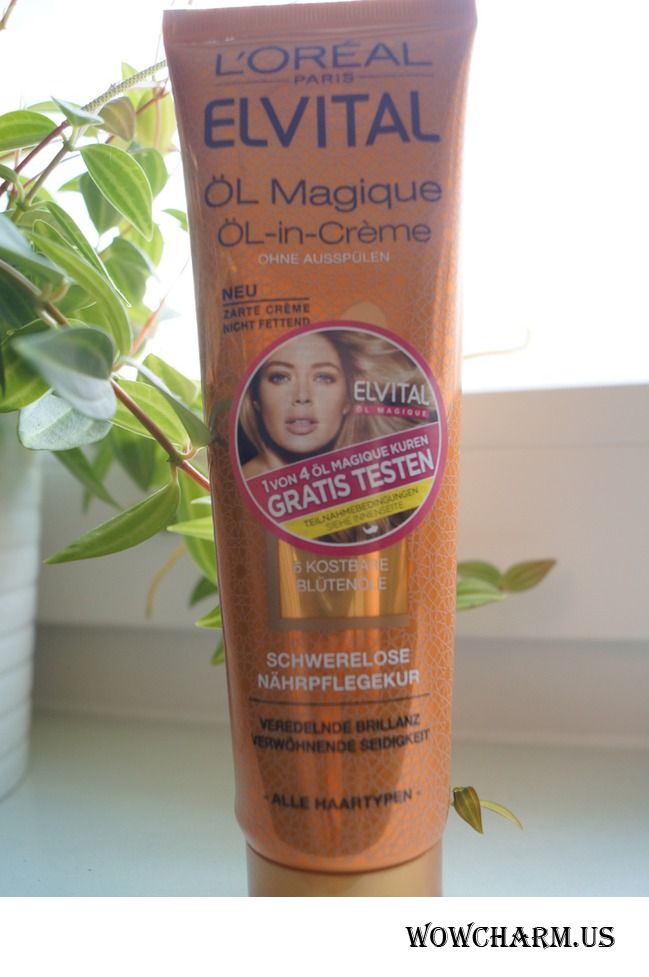 L'ORÉAL
PARIS
ELVITAL
ÖL Magique
ÖL-in-Crème
OHNE AUSSPÜLEN
NEU
ZARTE CRÈME
NICHT FETTEND
ELVITAL
ÖL MAGIQUE
1 VON 4 ÖL MAGIQUE KUREN
GRATIS TESTEN
TEILNAHMEBEDINGUNGEN
SIEHE INNENSEITE
6 KOSTBARE
BLÜTENÖLE
SCHWERELOSE
NÄHRPFLEGEKUR
VEREDELNDE BRILLANZ
VERWÖHNENDE SEIDIGKEIT
- ALLE HAARTYPEN -
WOWCHARM.US